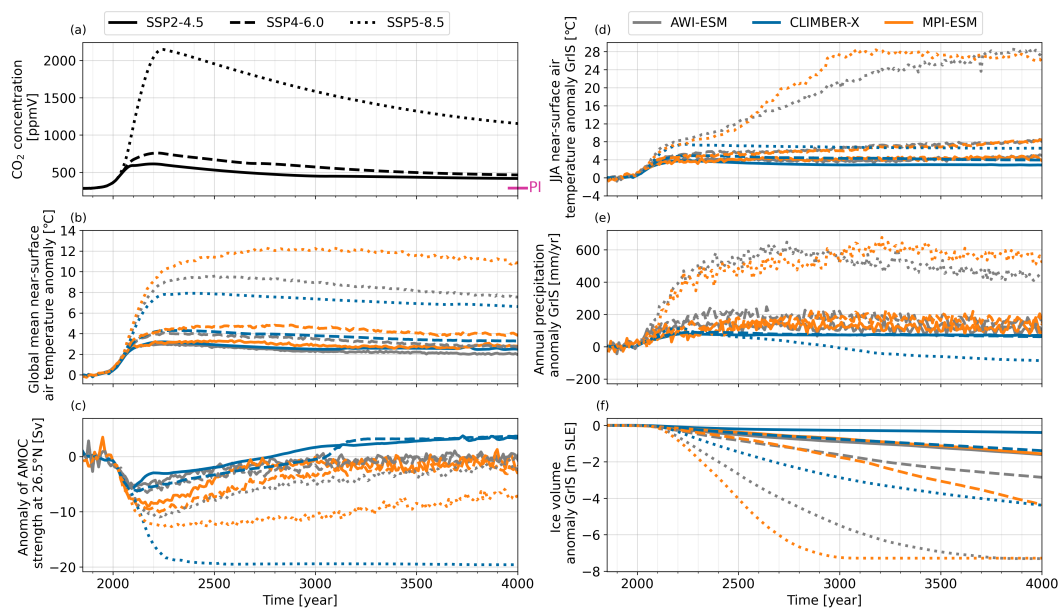 SSP2-4.5 SSP4-6.0 SSP5-8.5
AWI-ESM CLIMBER-X MPI-ESM
(a)
CO₂ concentration
[ppmV]
2000
1500
1000
500
PI
(b)
Global mean near-surface
air temperature anomaly [°C]
14
12
10
8
6
4
2
0
(c)
Anomaly of AMOC
strength at 26.5°N [Sv]
0
−10
−20
2000 2500 3000 3500 4000
Time [year]
(d)
JJA near-surface air
temperature anomaly GrIS [°C]
28
24
20
16
12
8
4
0
−4
(e)
Annual precipitation
anomaly GrIS [mm/yr]
600
400
200
0
−200
(f)
Ice volume
anomaly GrIS [m SLE]
0
−2
−4
−6
−8
2000 2500 3000 3500 4000
Time [year]